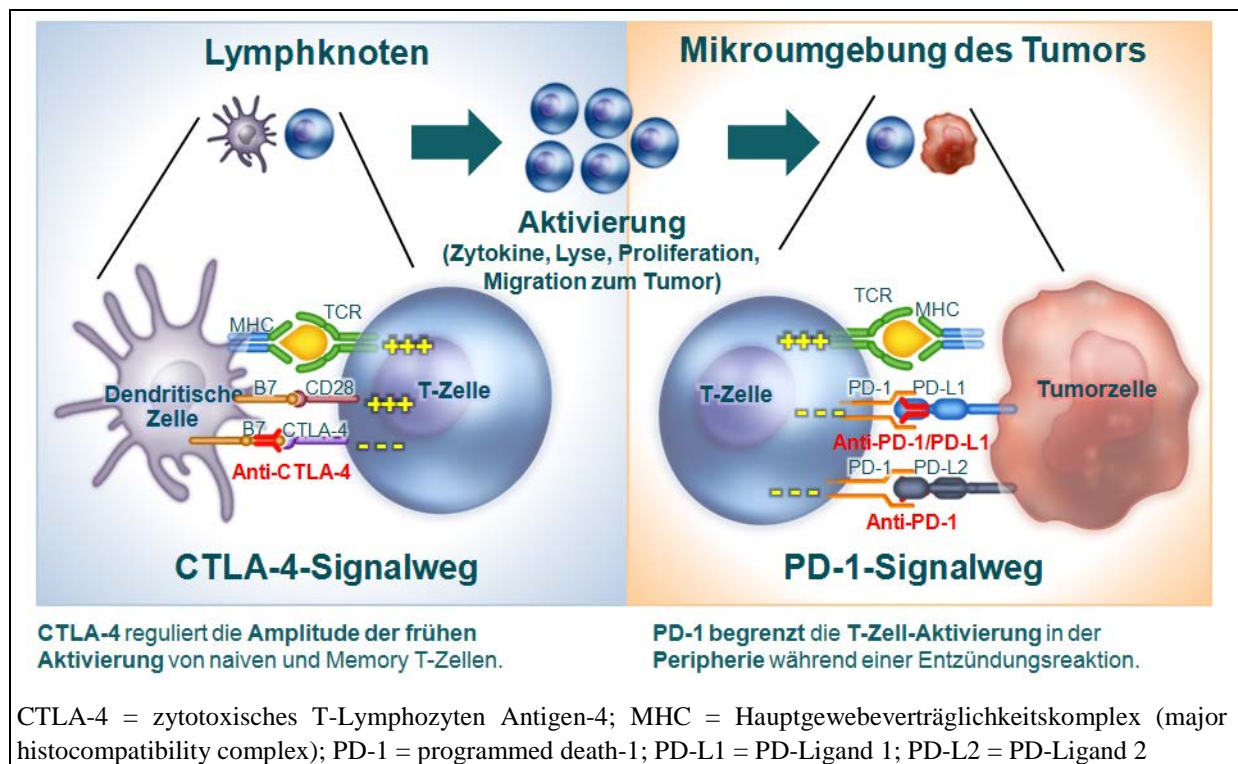 Lymphknoten
Mikroumgebung des Tumors
Aktivierung
(Zytokine, Lyse, Proliferation,
Migration zum Tumor)
MHC
TCR
+++
Dendritische
Zelle
B7
CD28
+++
T-Zelle
B7
CTLA-4
- - -
Anti-CTLA-4
TCR
MHC
+++
T-Zelle
PD-1
PD-L1
- - -
Anti-PD-1/PD-L1
Tumorzelle
PD-1
PD-L2
- - -
Anti-PD-1
CTLA-4-Signalweg
PD-1-Signalweg
CTLA-4 reguliert die Amplitude der frühen
Aktivierung von naiven und Memory T-Zellen.
PD-1 begrenzt die T-Zell-Aktivierung in der
Peripherie während einer Entzündungsreaktion.
CTLA-4 = zytotoxisches T-Lymphozyten Antigen-4; MHC = Hauptgewebeverträglichkeitskomplex (major
histocompatibility complex); PD-1 = programmed death-1; PD-L1 = PD-Ligand 1; PD-L2 = PD-Ligand 2